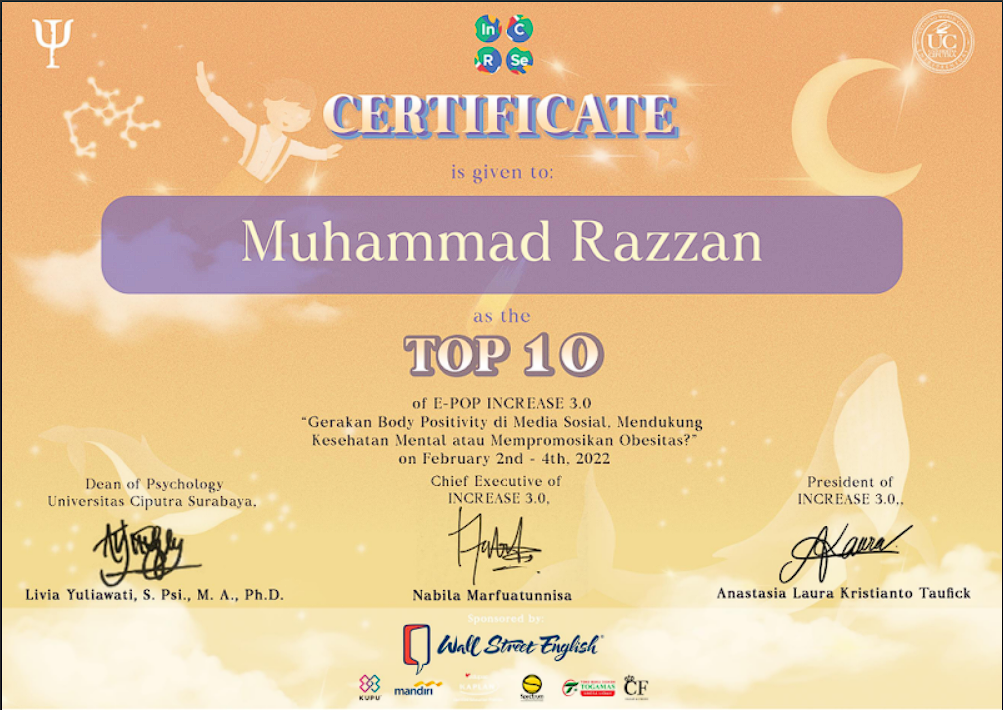 In C
R Se
UC
CERTIFICATE
is given to:
Muhammad Razzan
as the
TOP 10
of E-POP INCREASE 3.0
“Gerakan Body Positivity di Media Sosial, Mendukung
Kesehatan Mental atau Mempromosikan Obesitas?”
on February 2nd - 4th, 2022
Dean of Psychology
Universitas Ciputra Surabaya,
Chief Executive of
INCREASE 3.0,
President of
INCREASE 3.0,.
Livia Yuliawati, S. Psi., M. A., Ph.D.
Nabila Marfuatunnisa
Anastasia Laura Kristianto Taufick
Sponsored by:
Wall Street English
KUPU
mandiri
KAPLAN
Spectrum
TOGAMAS
CF